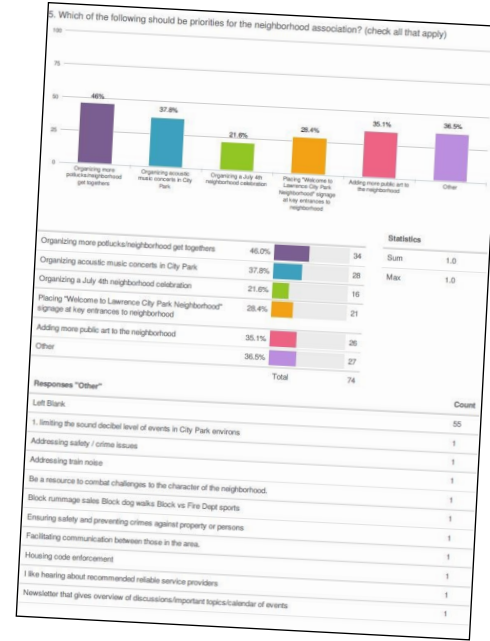 5. Which of the following should be priorities for the neighborhood association? (check all that apply)
100
75
50
25
0
46%
37.8%
21.6%
28.4%
35.1%
36.5%
Organizing more
potlucks/neighborhood
get togethers
Organizing acoustic
music concerts in City
Park
Organizing a July 4th
neighborhood celebration
Placing "Welcome to
Lawrence City Park
Neighborhood" signage
at key entrances to
neighborhood
Adding more public art to
the neighborhood
Other
Statistics
Sum 1.0
Max 1.0
Organizing more potlucks/neighborhood get togethers 46.0% 34
Organizing acoustic music concerts in City Park 37.8% 28
Organizing a July 4th neighborhood celebration 21.6% 16
Placing "Welcome to Lawrence City Park Neighborhood"
signage at key entrances to neighborhood 28.4% 21
Adding more public art to the neighborhood 35.1% 26
Other 36.5% 27
Total 74
Responses "Other" Count
Left Blank 55
1. limiting the sound decibel level of events in City Park environs 1
Addressing safety / crime issues 1
Addressing train noise 1
Be a resource to combat challenges to the character of the neighborhood. 1
Block rummage sales Block dog walks Block vs Fire Dept sports 1
Ensuring safety and preventing crimes against property or persons 1
Facilitating communication between those in the area. 1
Housing code enforcement 1
I like hearing about recommended reliable service providers 1
Newsletter that gives overview of discussions/important topics/calendar of events 1